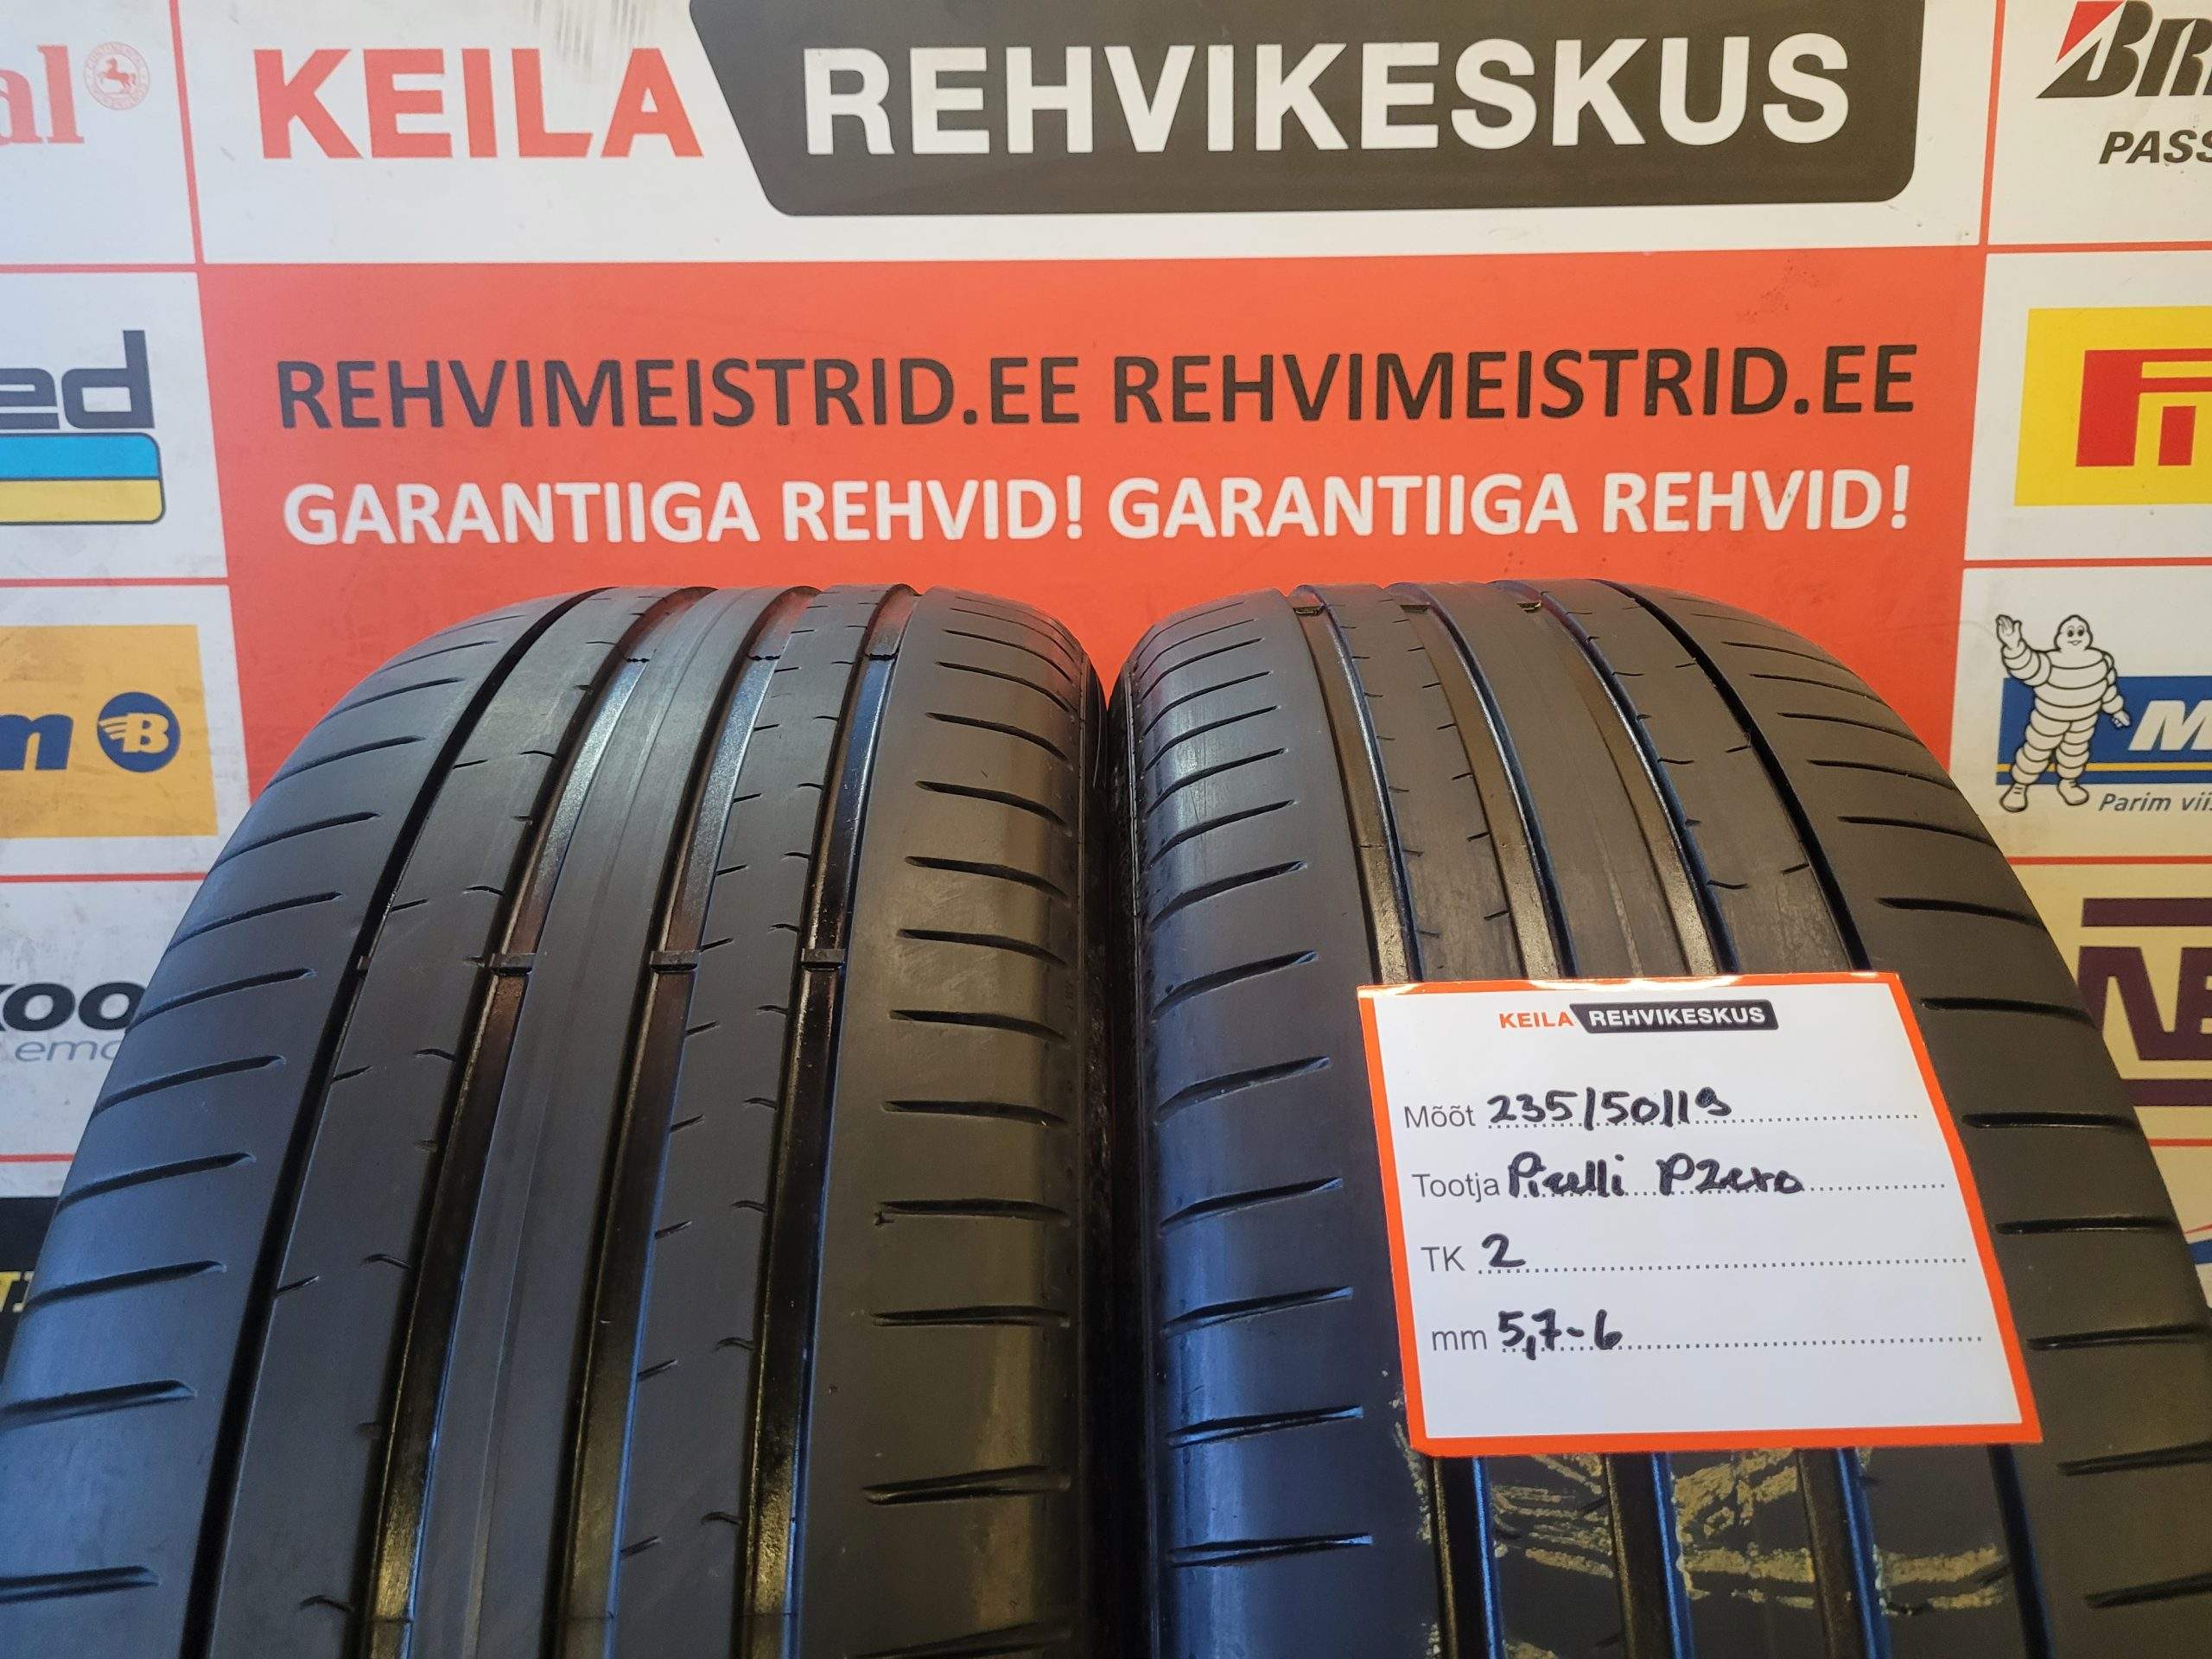 KEILA REHVIKESKUS
PASS
REHVIMEISTRID.EE REHVIMEISTRID.EE
GARANTIIGA REHVID! GARANTIIGA REHVID!
Parim
KEILA REHVIKESKUS
Mõõt 235/50/19
Tootja Pirelli PZero
TK 2
mm 5,7-6